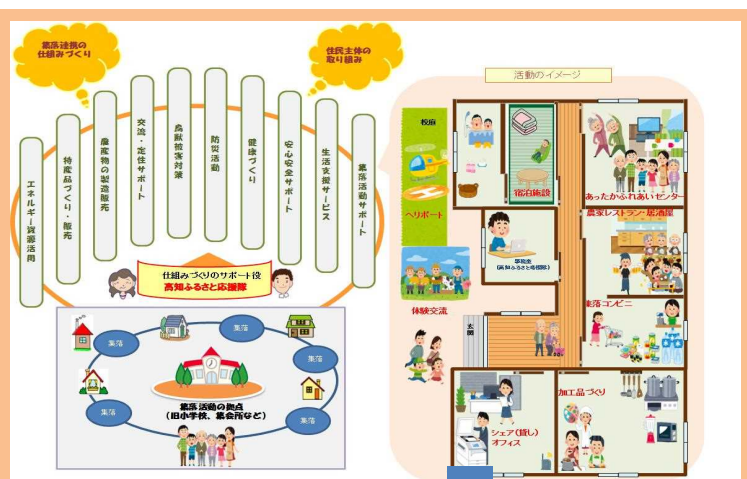 集落連携の
仕組みづくり
住民主体の
取り組み
エネルギー資源活用
特産品づくり・販売
農産物の製造販売
交流・定住サポート
鳥獣被害対策
防災活動
健康づくり
安心安全サポート
生活支援サービス
集落活動サポート
仕組みづくりのサポート役
高知ふるさと応援隊
集落
集落
集落
集落
集落
集落
集落活動の拠点
(旧小学校、集会所など)
活動のイメージ
校庭
ヘリポート
宿泊施設
あったかふれあいセンター
農家レストラン・居酒屋
事務室
(高知ふるさと応援隊)
体験交流
玄関
集落コンビニ
シェア(貸し)
オフィス
加工品づくり